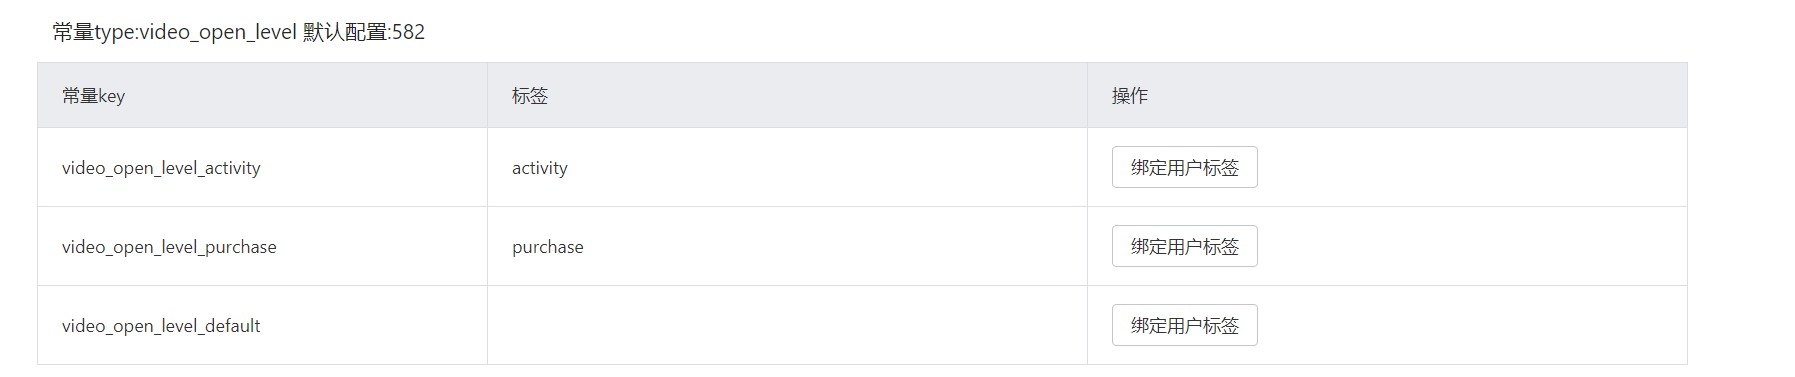 常量type:video_open_level 默认配置:582
常量key 标签 操作
video_open_level_activity activity 绑定用户标签
video_open_level_purchase purchase 绑定用户标签
video_open_level_default 绑定用户标签